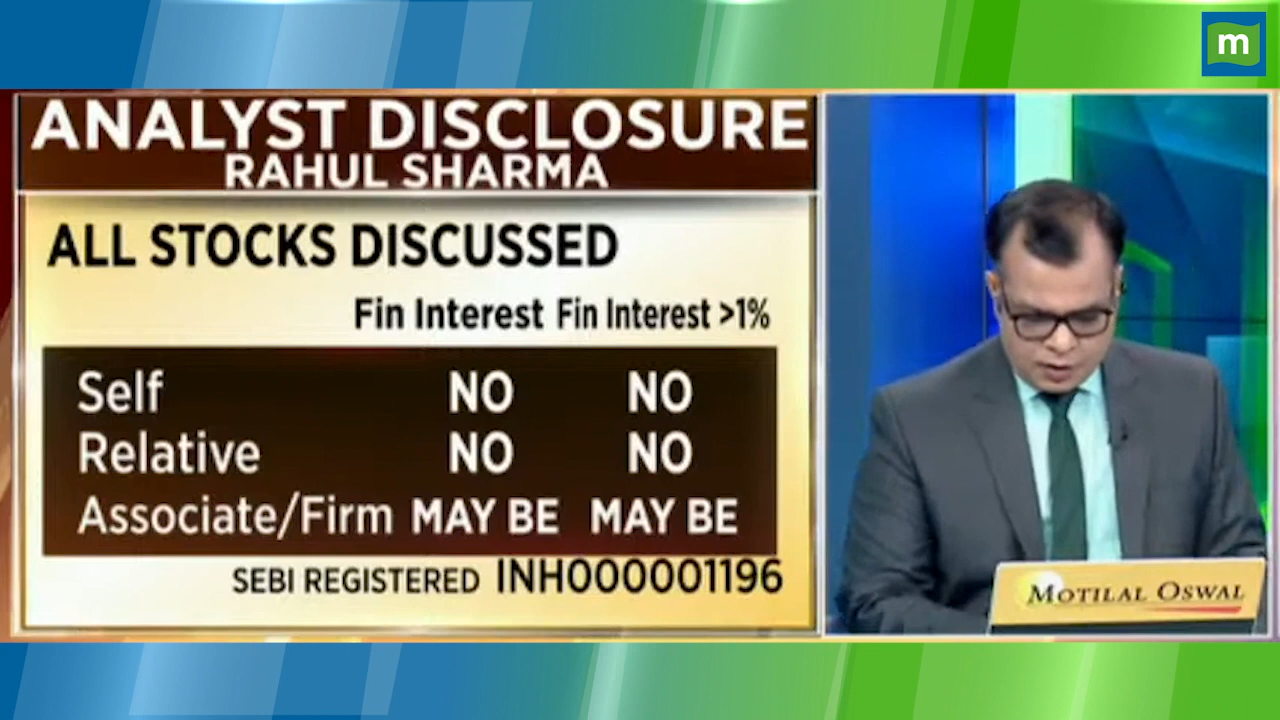 m
ANALYST DISCLOSURE
RAHUL SHARMA
ALL STOCKS DISCUSSED
Fin Interest Fin Interest >1%
Self NO NO
Relative NO NO
Associate/Firm MAY BE MAY BE
SEBI REGISTERED INH000001196
MOTILAL OSWAL